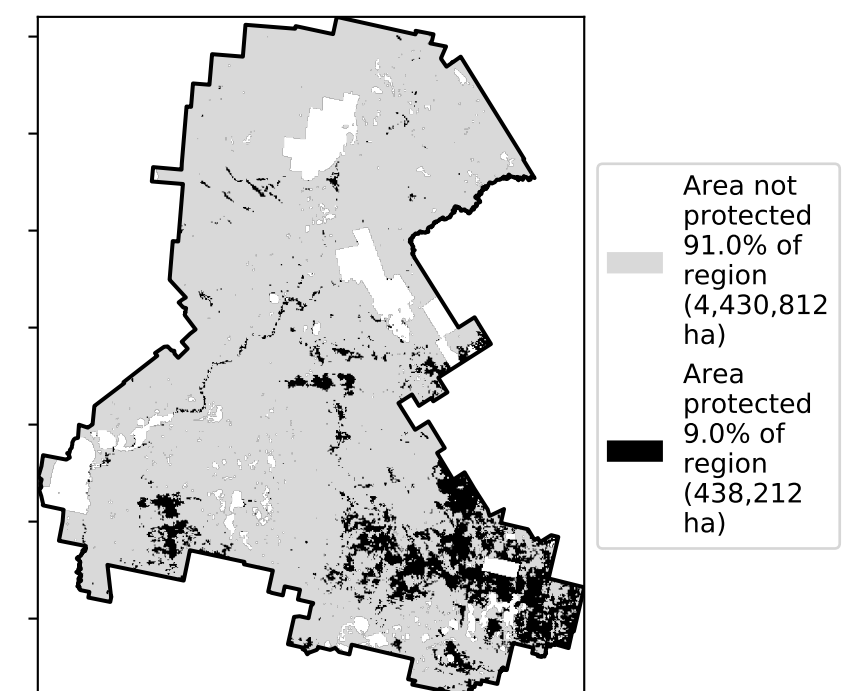 Area not
protected
91.0% of
region
(4,430,812
ha)
Area
protected
9.0% of
region
(438,212
ha)